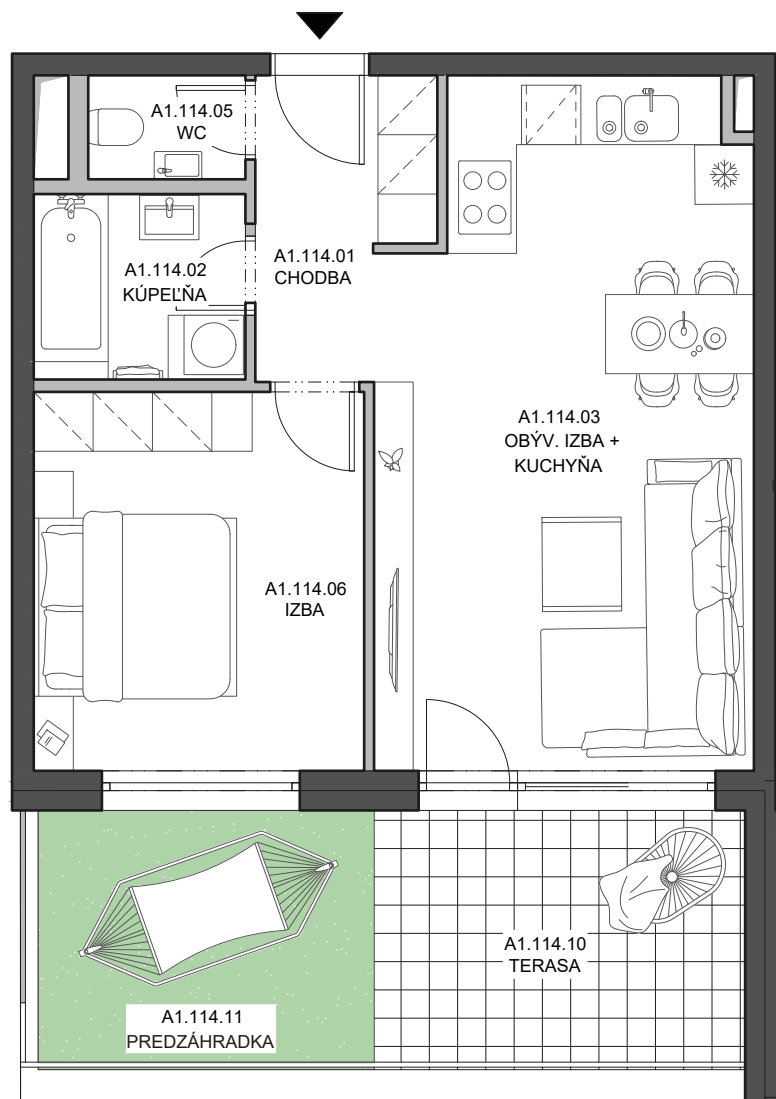 A1.114.05
WC
A1.114.01
CHODBA
A1.114.02
KÚPEĽŇA
A1.114.03
OBÝV. IZBA +
KUCHYŇA
A1.114.06
IZBA
A1.114.10
TERASA
A1.114.11
PREDZÁHRADKA